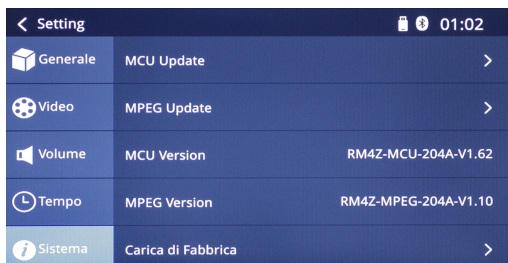 Setting 01:02
Generale MCU Update
Video MPEG Update
Volume MCU Version RM4Z-MCU-204A-V1.62
Tempo MPEG Version RM4Z-MPEG-204A-V1.10
Sistema Carica di Fabbrica